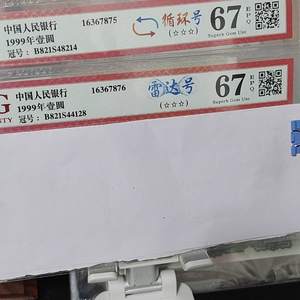 中国人民银行 16367875 循环号 67 EPQ
1999年壹圆 (☆☆☆) Superb Gem Unc
冠号：B821S48214
G 中国人民银行 16367876 雷达号 67 EPQ
NTY 1999年壹圆 (☆☆☆) Superb Gem Unc
冠号：B821S44128